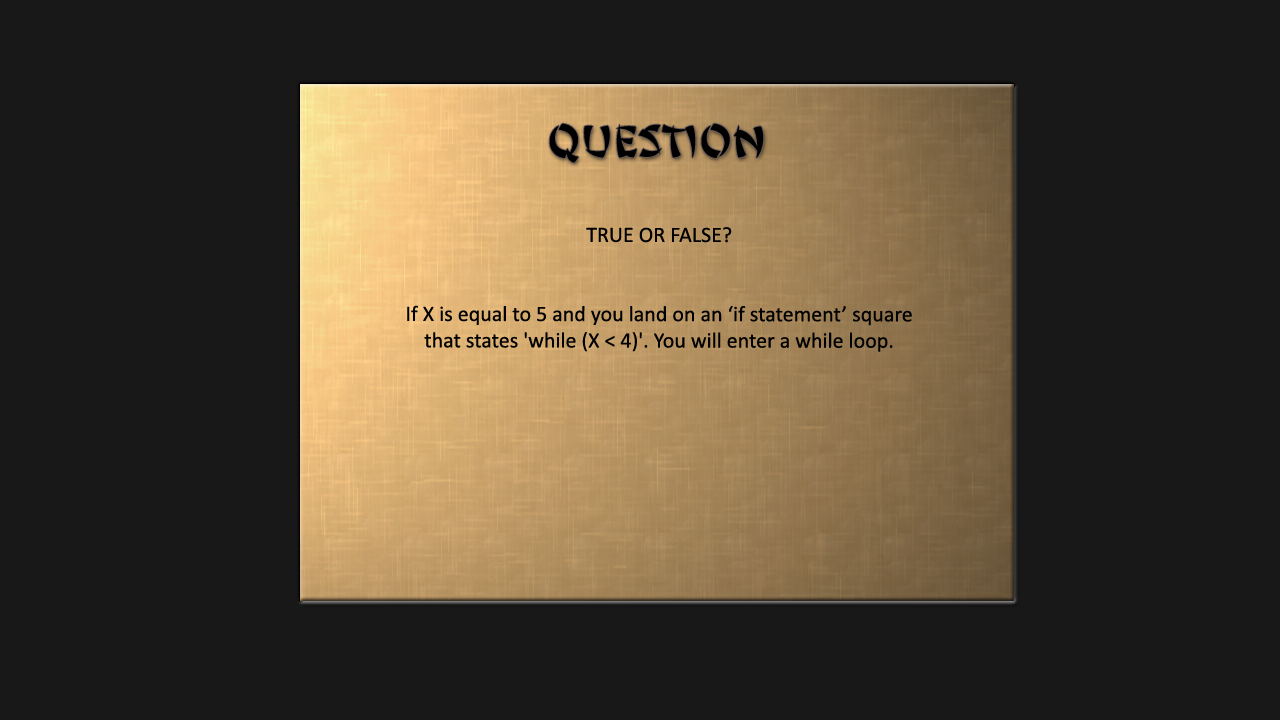 QUESTION
TRUE OR FALSE?
If X is equal to 5 and you land on an ‘if statement’ square
that states 'while (X < 4)'. You will enter a while loop.